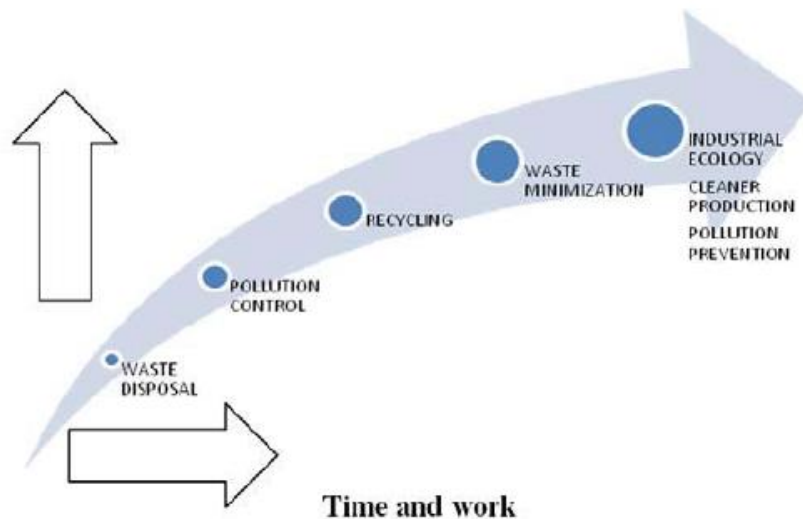 INDUSTRIAL
ECOLOGY
CLEANER
PRODUCTION
POLLUTION
PREVENTION
WASTE
MINIMIZATION
RECYCLING
POLLUTION
CONTROL
WASTE
DISPOSAL
Time and work